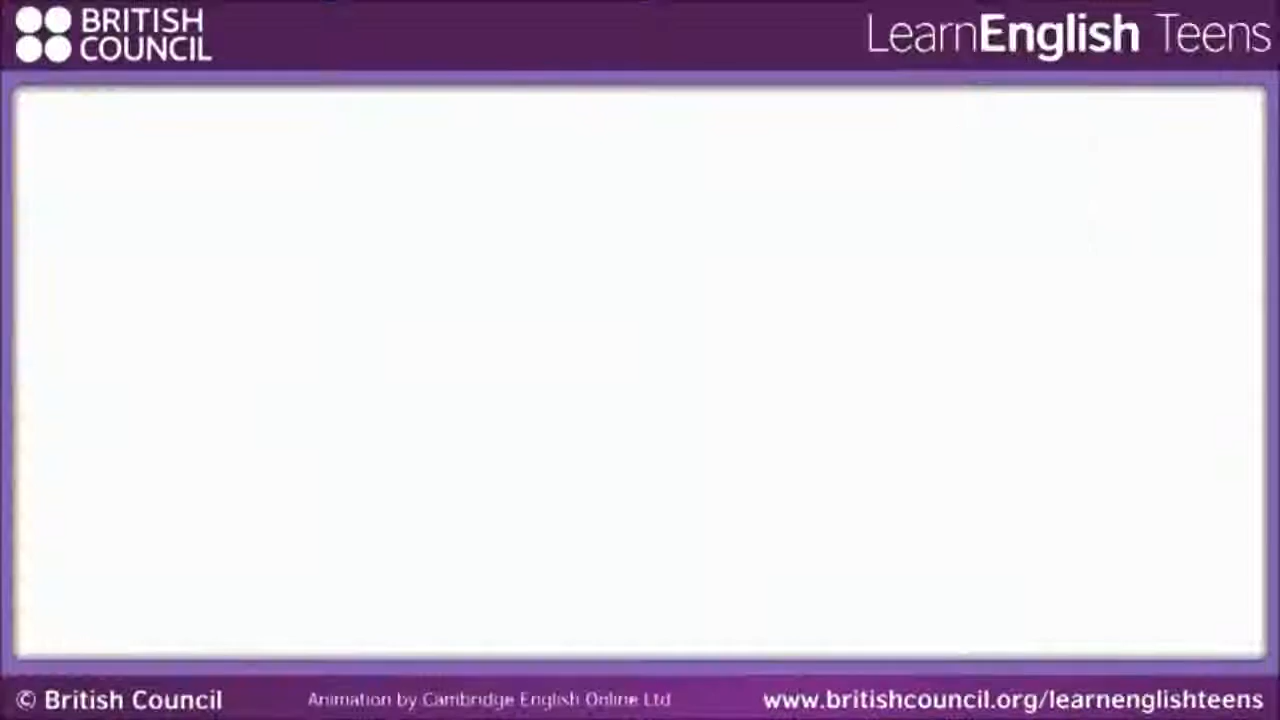 BRITISH
COUNCIL
LearnEnglish Teens
© British Council
Animation by Cambridge English Online Ltd
www.britishcouncil.org/learnenglishteens